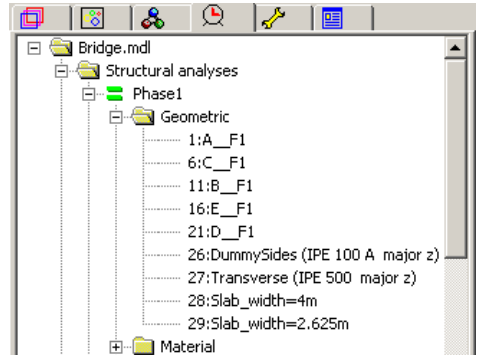 Bridge.mdl
Structural analyses
Phase1
Geometric
1:A__F1
6:C__F1
11:B__F1
16:E__F1
21:D__F1
26:DummySides (IPE 100 A  major z)
27:Transverse (IPE 500  major z)
28:Slab_width=4m
29:Slab_width=2.625m
Material